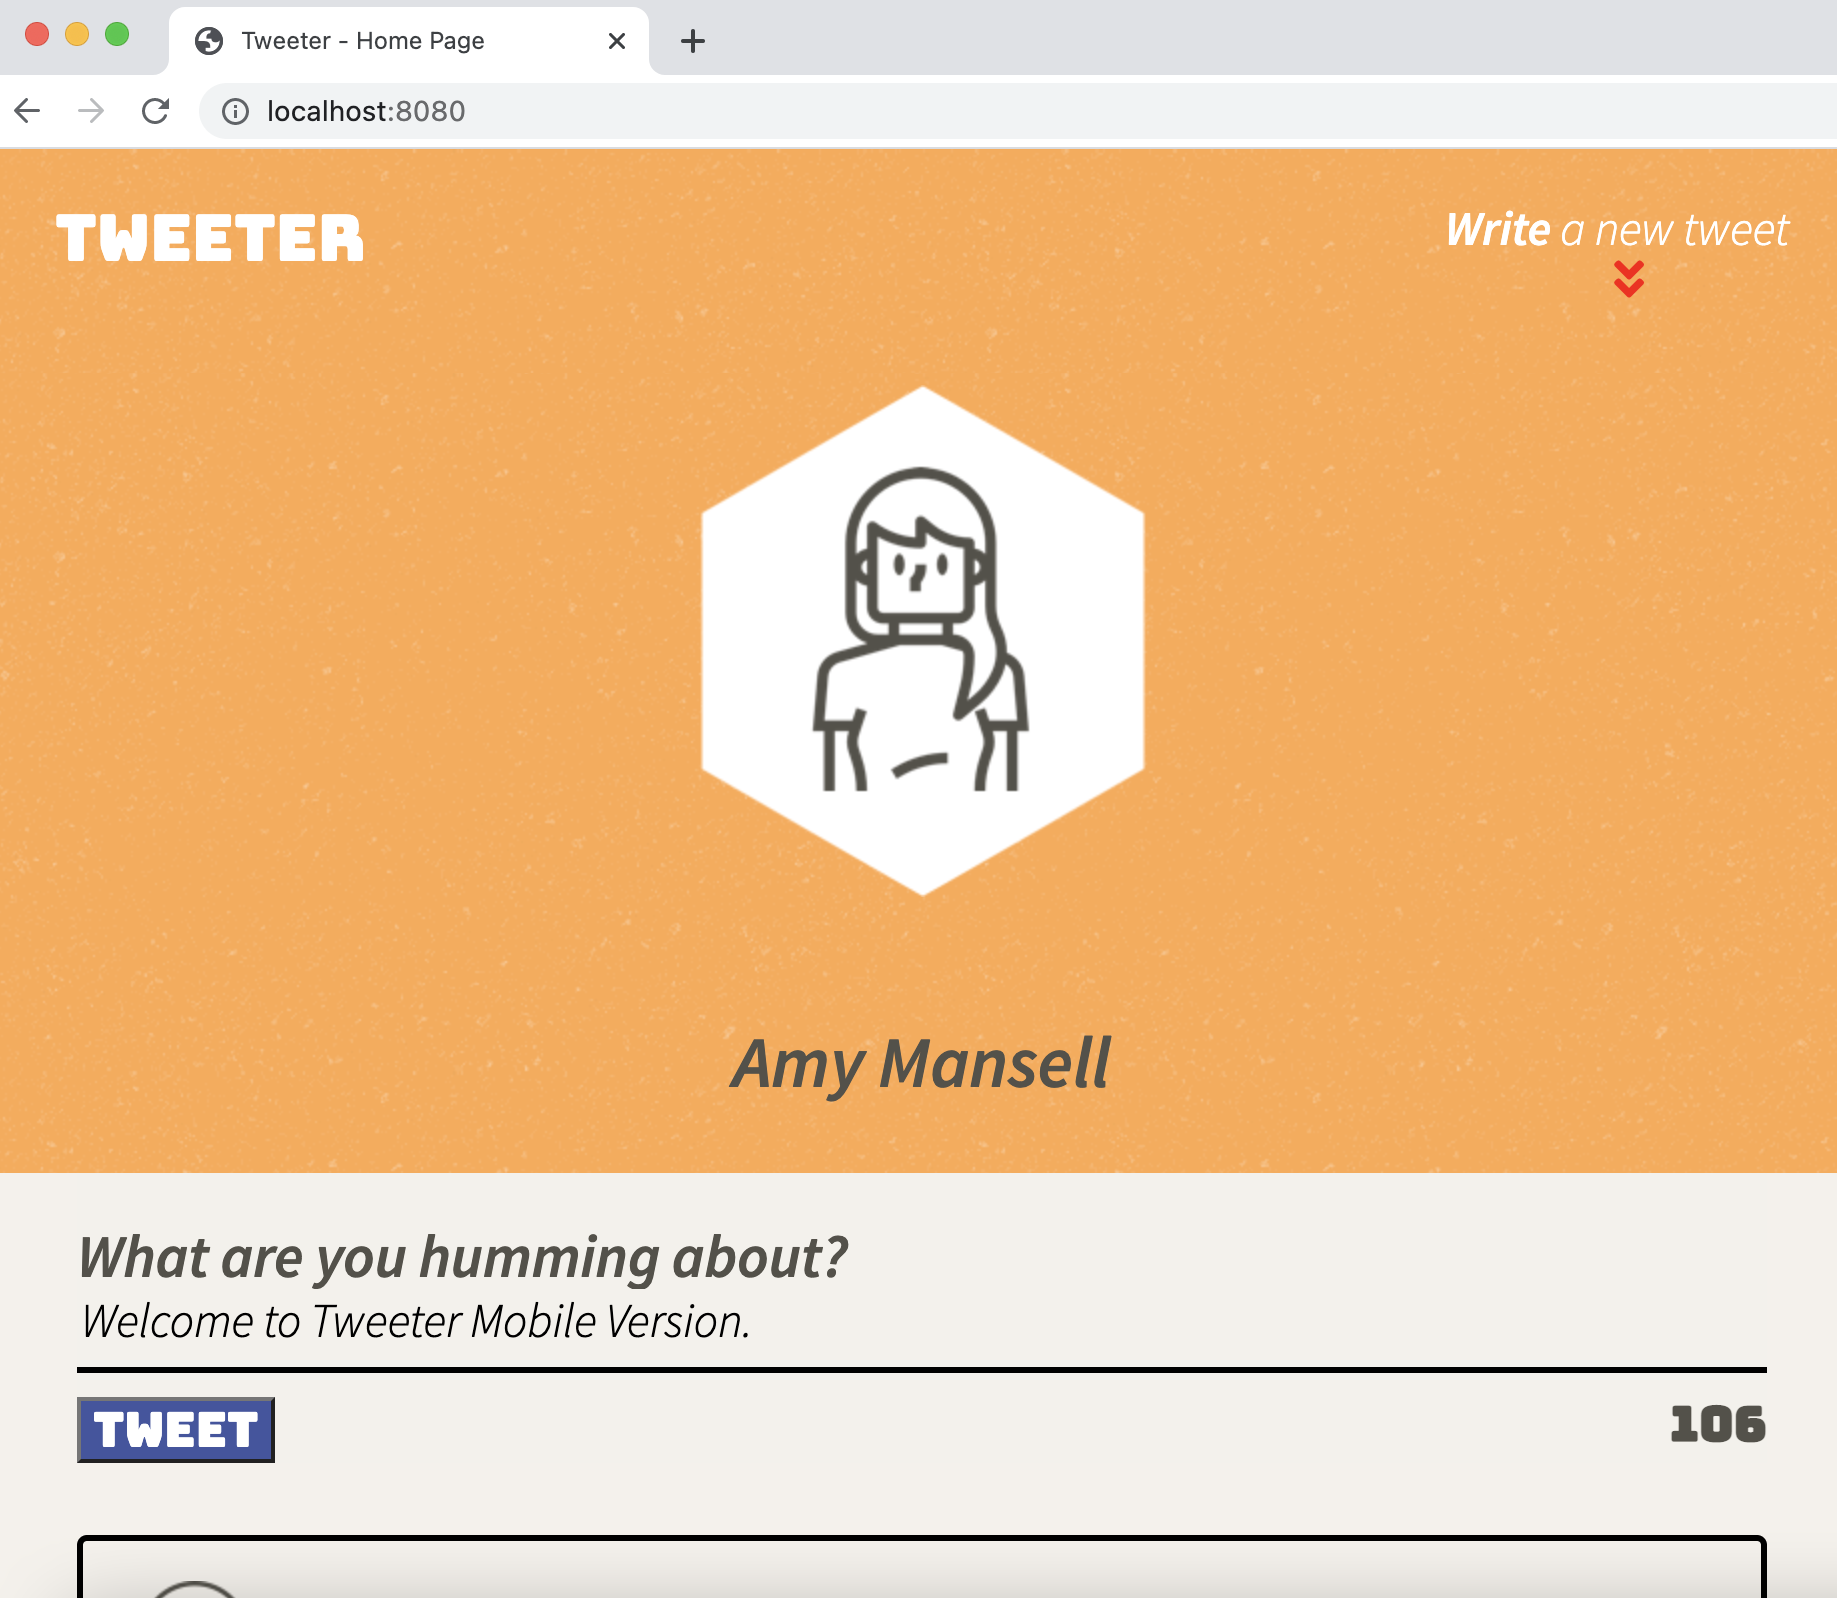 Tweeter - Home Page
localhost:8080
TWEETER
Write a new tweet
Amy Mansell
What are you humming about?
Welcome to Tweeter Mobile Version.
TWEET
106